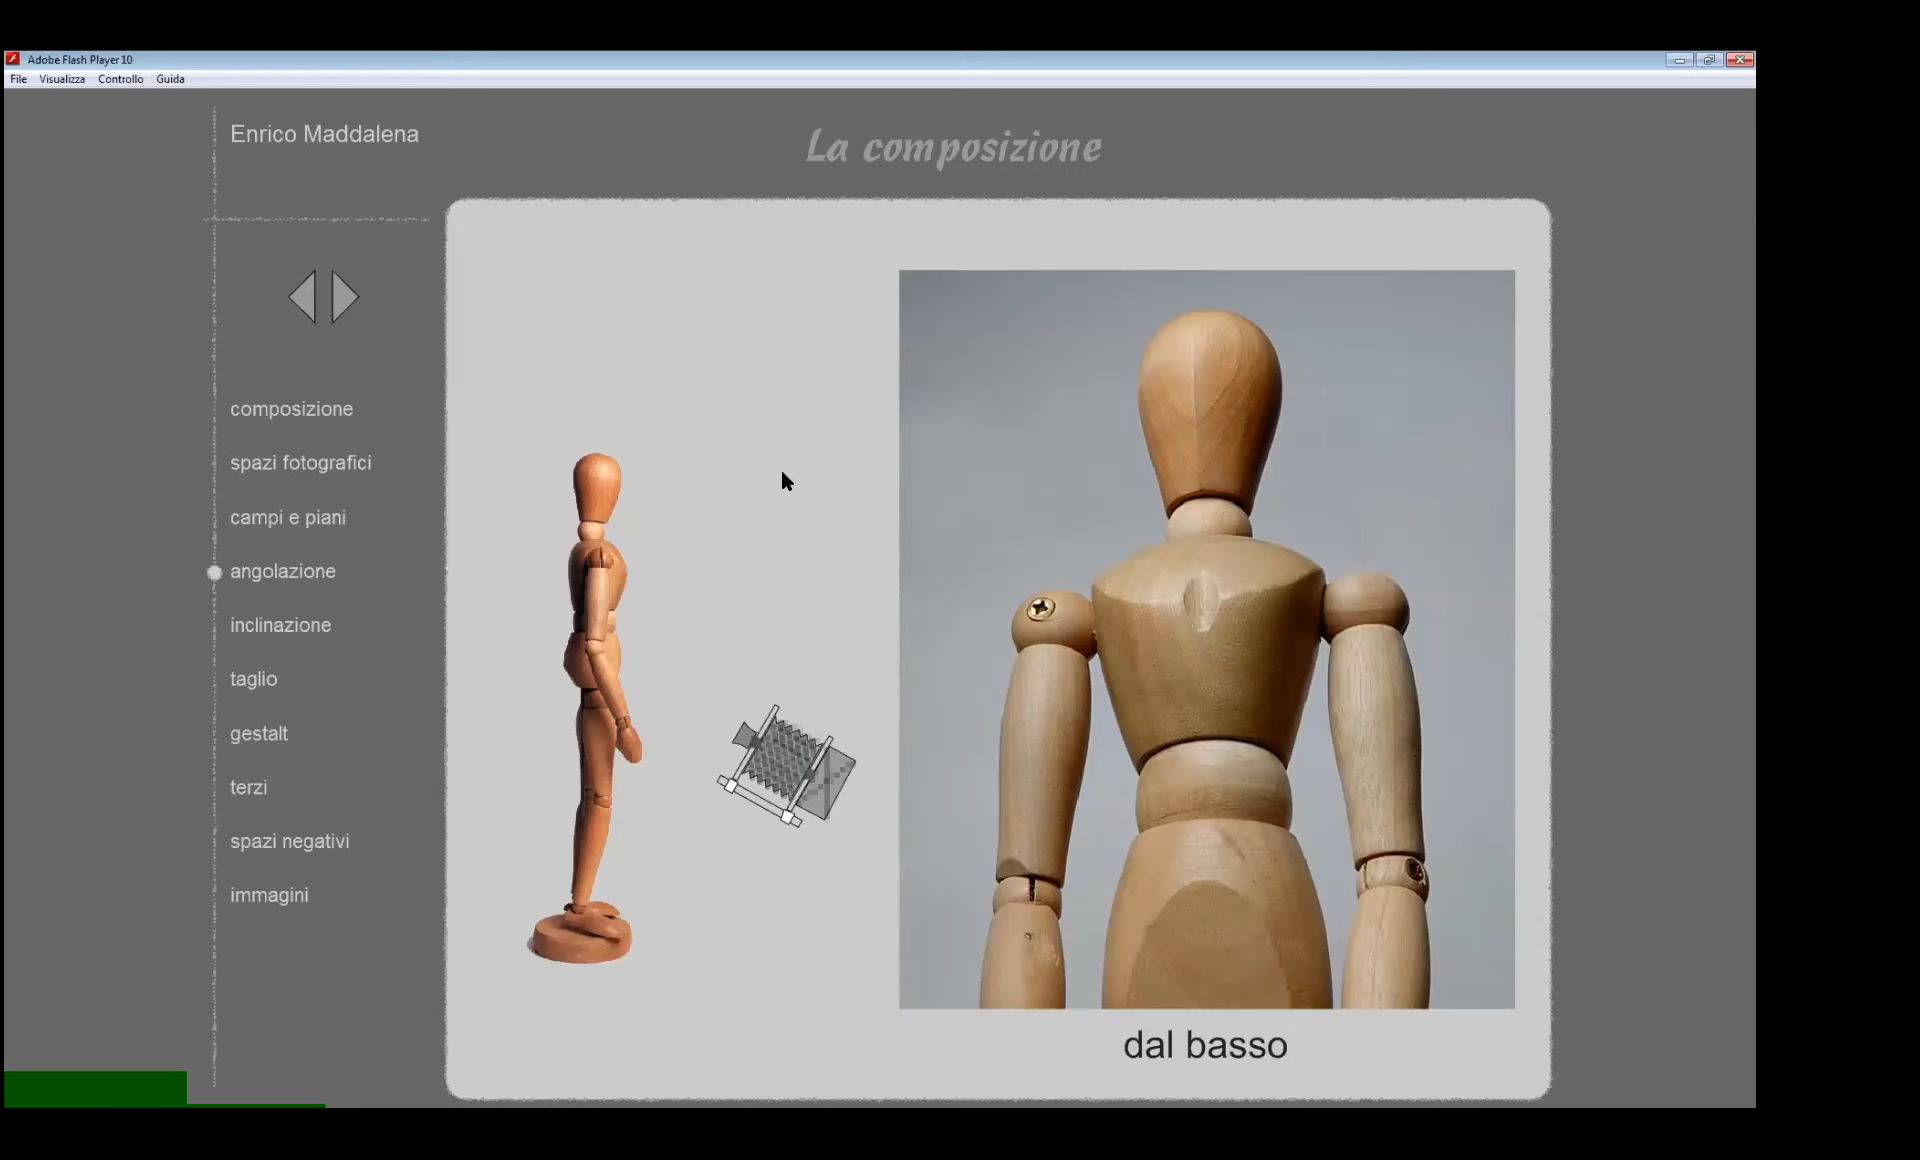 Adobe Flash Player 10
File Visualizza Controllo Guida
Enrico Maddalena
La composizione
composizione
spazi fotografici
campi e piani
angolazione
inclinazione
taglio
gestalt
terzi
spazi negativi
immagini
dal basso